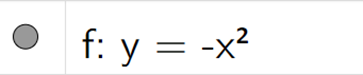 f: y = -x²